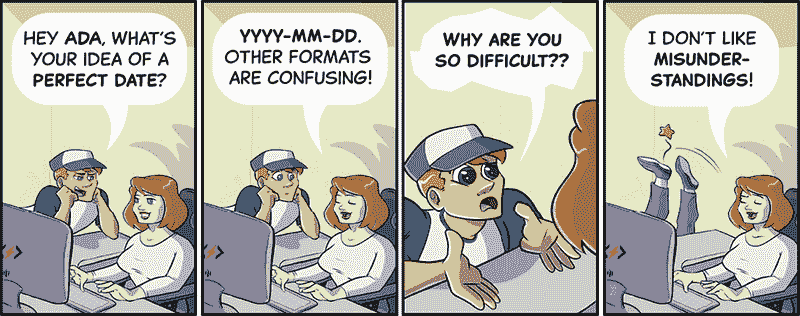 HEY ADA, WHAT'S
YOUR IDEA OF A
PERFECT DATE?
YYYY-MM-DD.
OTHER FORMATS
ARE CONFUSING!
WHY ARE YOU
SO DIFFICULT??
I DON'T LIKE
MISUNDER-
STANDINGS!